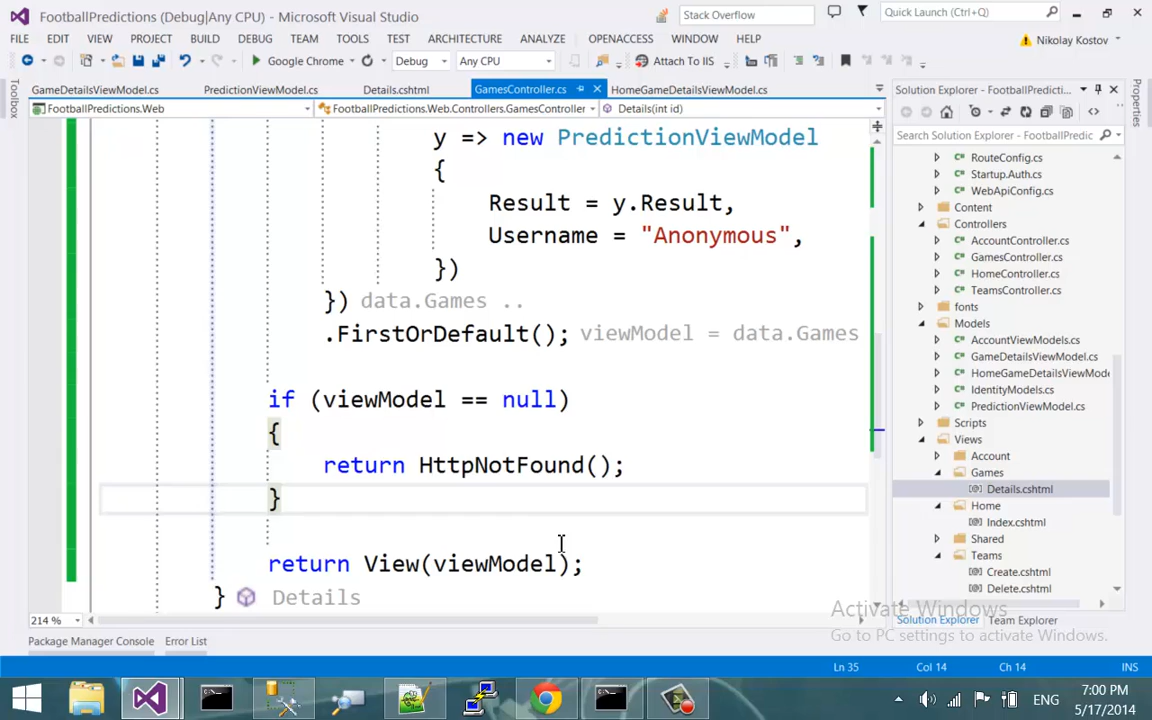 FootballPredictions (Debug|Any CPU) - Microsoft Visual Studio
Stack Overflow
Quick Launch (Ctrl+Q)
FILE EDIT VIEW PROJECT BUILD DEBUG TEAM TOOLS TEST ARCHITECTURE ANALYZE OPENACCESS WINDOW HELP
Nikolay Kostov
Google Chrome Debug Any CPU Attach To IIS
Toolbox
GameDetailsViewModel.cs PredictionViewModel.cs Details.cshtml GamesController.cs HomeGameDetailsViewModel.cs
FootballPredictions.Web FootballPredictions.Web.Controllers.GamesController Details(int id)
y => new PredictionViewModel
{
Result = y.Result,
Username = "Anonymous",
})
}) data.Games ..
.FirstOrDefault(); viewModel = data.Games
if (viewModel == null)
{
return HttpNotFound();
}
return View(viewModel);
} Details
214 %
Package Manager Console Error List
Solution Explorer - FootballPredicti...
Search Solution Explorer - FootballPredic
RouteConfig.cs
Startup.Auth.cs
WebApiConfig.cs
Content
Controllers
AccountController.cs
GamesController.cs
HomeController.cs
TeamsController.cs
fonts
Models
AccountViewModels.cs
GameDetailsViewModel.cs
HomeGameDetailsViewMode
IdentityModels.cs
PredictionViewModel.cs
Scripts
Views
Account
Games
Details.cshtml
Home
Index.cshtml
Shared
Teams
Create.cshtml
Delete.cshtml
Solution Explorer Team Explorer
Properties
Activate Windows
Go to PC settings to activate Windows.
Ln 35 Col 14 Ch 14 INS
ENG
7:00 PM
5/17/2014